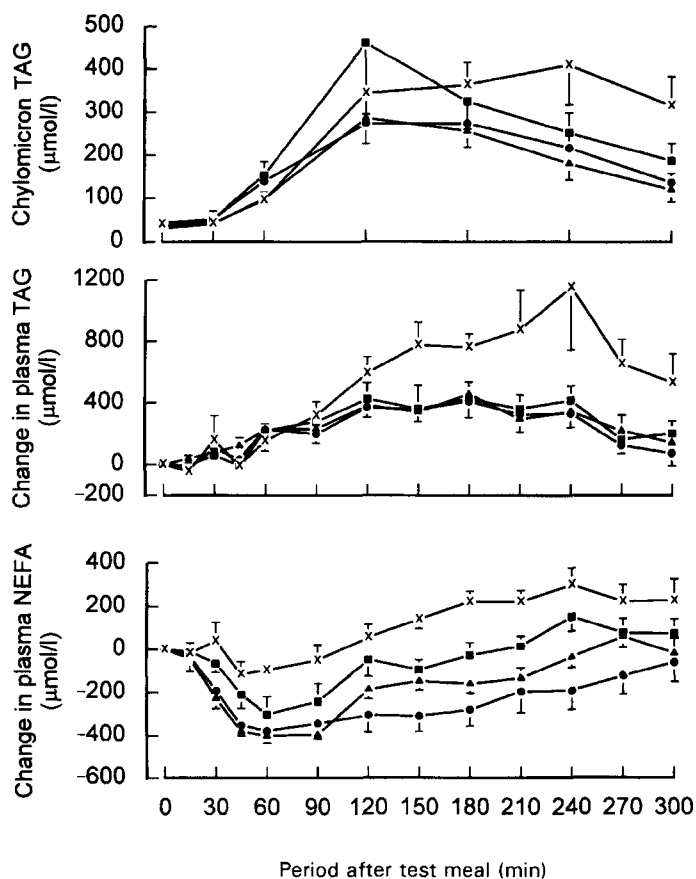 Chylomicron TAG
(µmol/l)
500
400
300
200
100
0
Change in plasma TAG
(µmol/l)
1200
800
400
0
-200
Change in plasma NEFA
(µmol/l)
400
200
0
-200
-400
-600
0 30 60 90 120 150 180 210 240 270 300
Period after test meal (min)